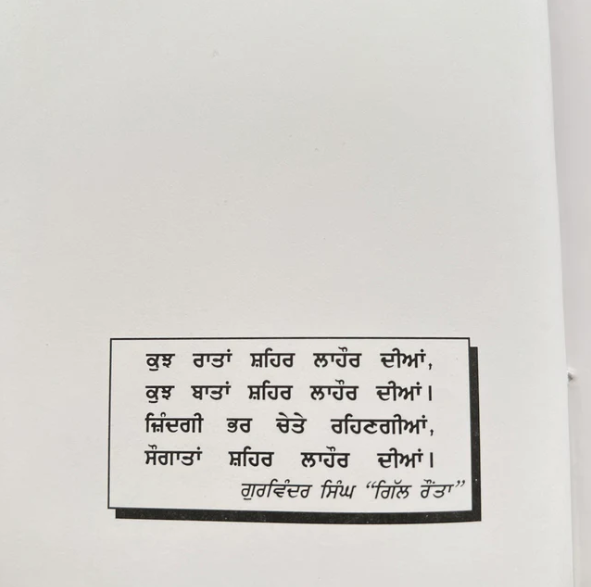 ਕੁਝ ਰਾਤਾਂ ਸ਼ਹਿਰ ਲਾਹੌਰ ਦੀਆਂ,
ਕੁਝ ਬਾਤਾਂ ਸ਼ਹਿਰ ਲਾਹੌਰ ਦੀਆਂ।
ਜ਼ਿੰਦਗੀ ਭਰ ਚੇਤੇ ਰਹਿਣਗੀਆਂ,
ਸੌਗਾਤਾਂ ਸ਼ਹਿਰ ਲਾਹੌਰ ਦੀਆਂ।
ਗੁਰਵਿੰਦਰ ਸਿੰਘ “ਗਿੱਲ ਰੌਂਤਾ”